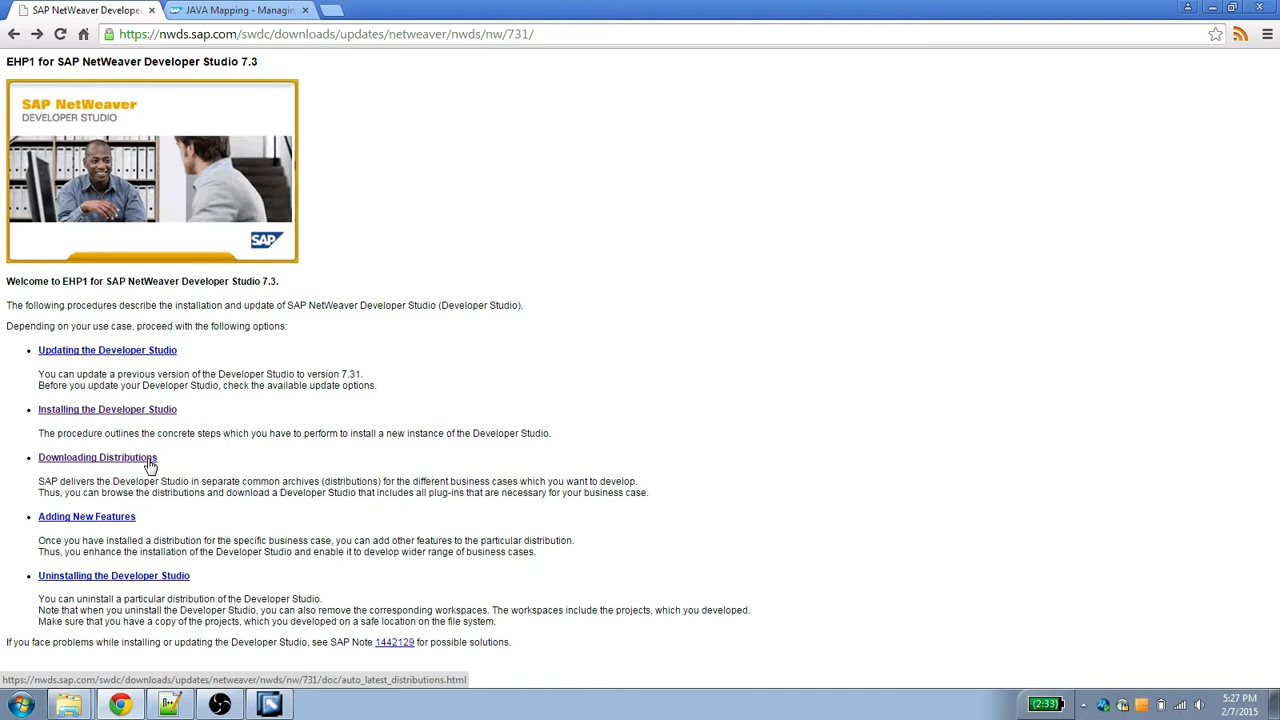 SAP NetWeaver Develope
JAVA Mapping - Managin
https://nwds.sap.com/swdc/downloads/updates/netweaver/nwds/nw/731/
EHP1 for SAP NetWeaver Developer Studio 7.3
SAP NetWeaver
DEVELOPER STUDIO
SAP
Welcome to EHP1 for SAP NetWeaver Developer Studio 7.3.
The following procedures describe the installation and update of SAP NetWeaver Developer Studio (Developer Studio).
Depending on your use case, proceed with the following options:
• Updating the Developer Studio
You can update a previous version of the Developer Studio to version 7.31.
Before you update your Developer Studio, check the available update options.
• Installing the Developer Studio
The procedure outlines the concrete steps which you have to perform to install a new instance of the Developer Studio.
• Downloading Distributions
SAP delivers the Developer Studio in separate common archives (distributions) for the different business cases which you want to develop.
Thus, you can browse the distributions and download a Developer Studio that includes all plug-ins that are necessary for your business case.
• Adding New Features
Once you have installed a distribution for the specific business case, you can add other features to the particular distribution.
Thus, you enhance the installation of the Developer Studio and enable it to develop wider range of business cases.
• Uninstalling the Developer Studio
You can uninstall a particular distribution of the Developer Studio.
Note that when you uninstall the Developer Studio, you can also remove the corresponding workspaces. The workspaces include the projects, which you developed.
Make sure that you have a copy of the projects, which you developed on a safe location on the file system.
If you face problems while installing or updating the Developer Studio, see SAP Note 1442129 for possible solutions.
https://nwds.sap.com/swdc/downloads/updates/netweaver/nwds/nw/731/doc/auto_latest_distributions.html
(2:33)
5:27 PM
2/7/2015